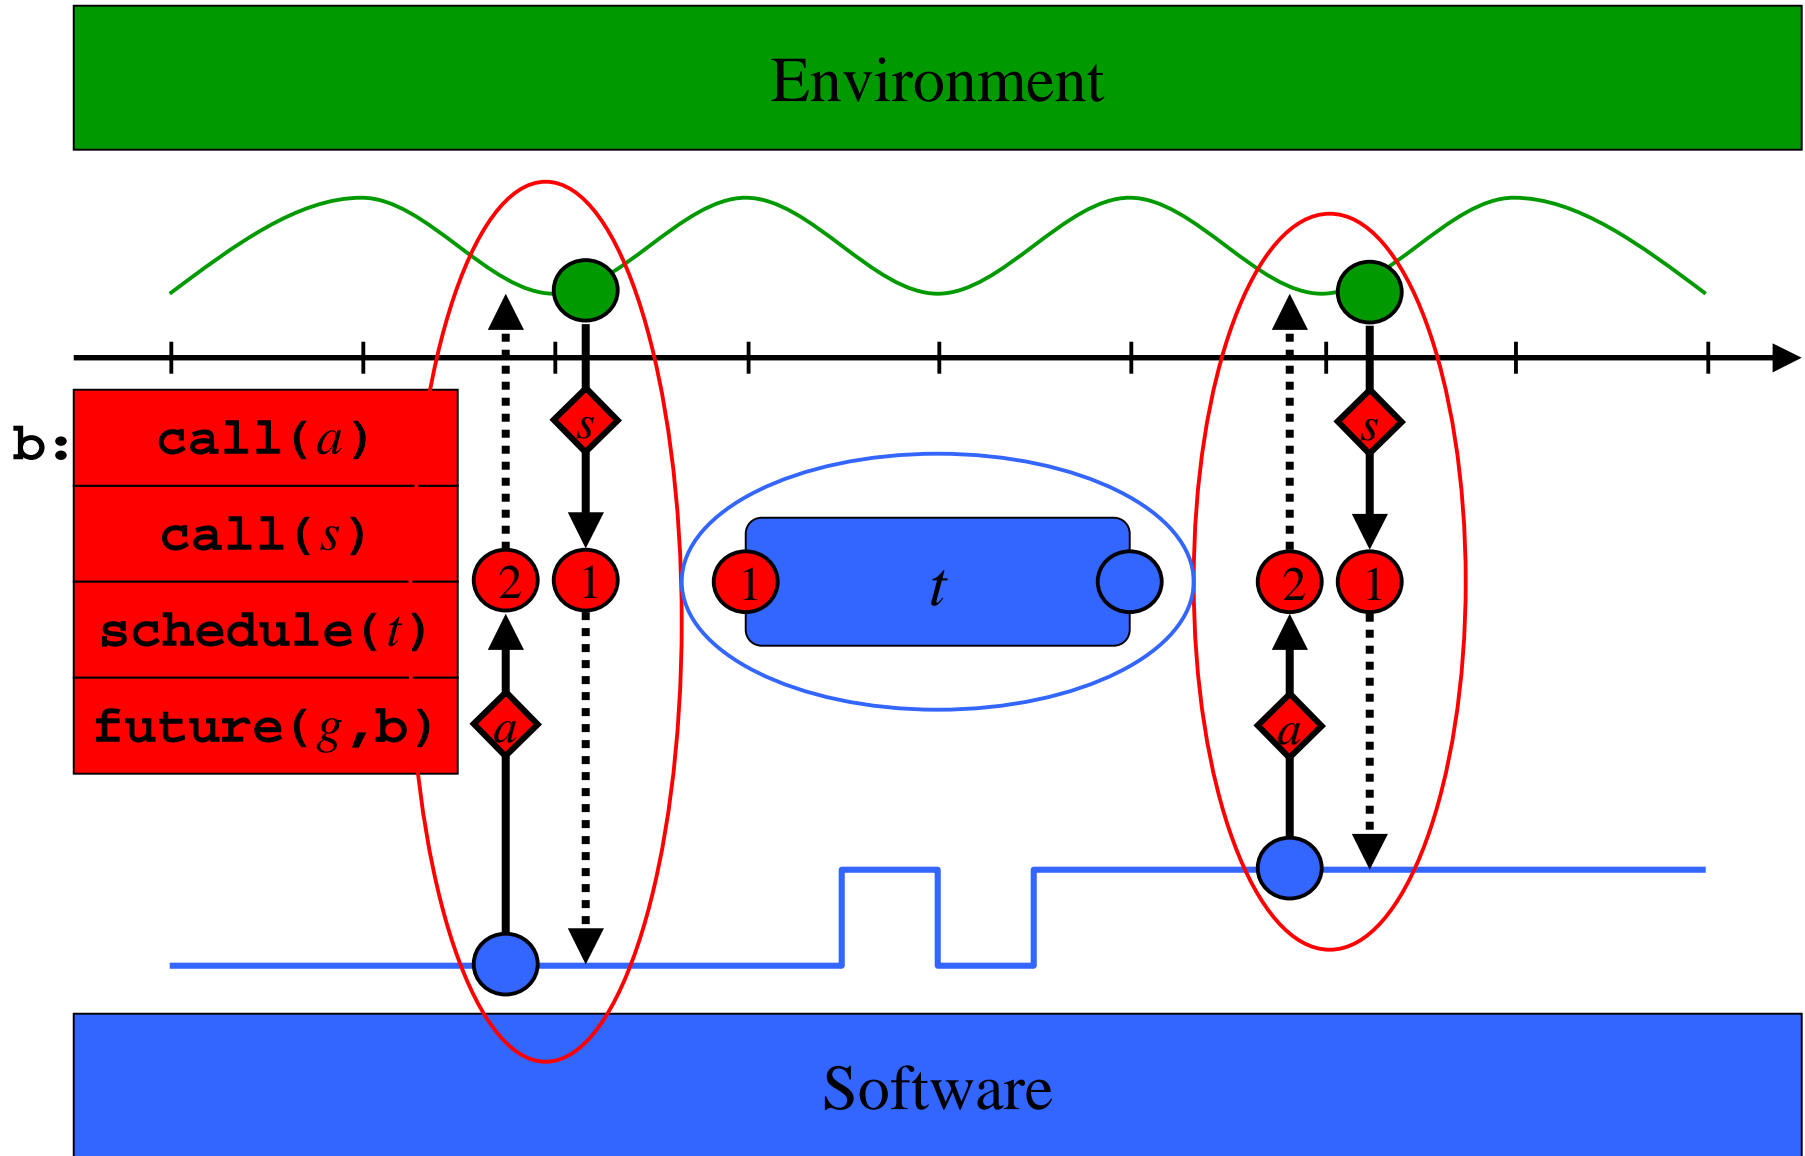 Environment
b:
call(a)
call(s)
schedule(t)
future(g,b)
s
s
2
1
1
t
2
1
a
a
Software